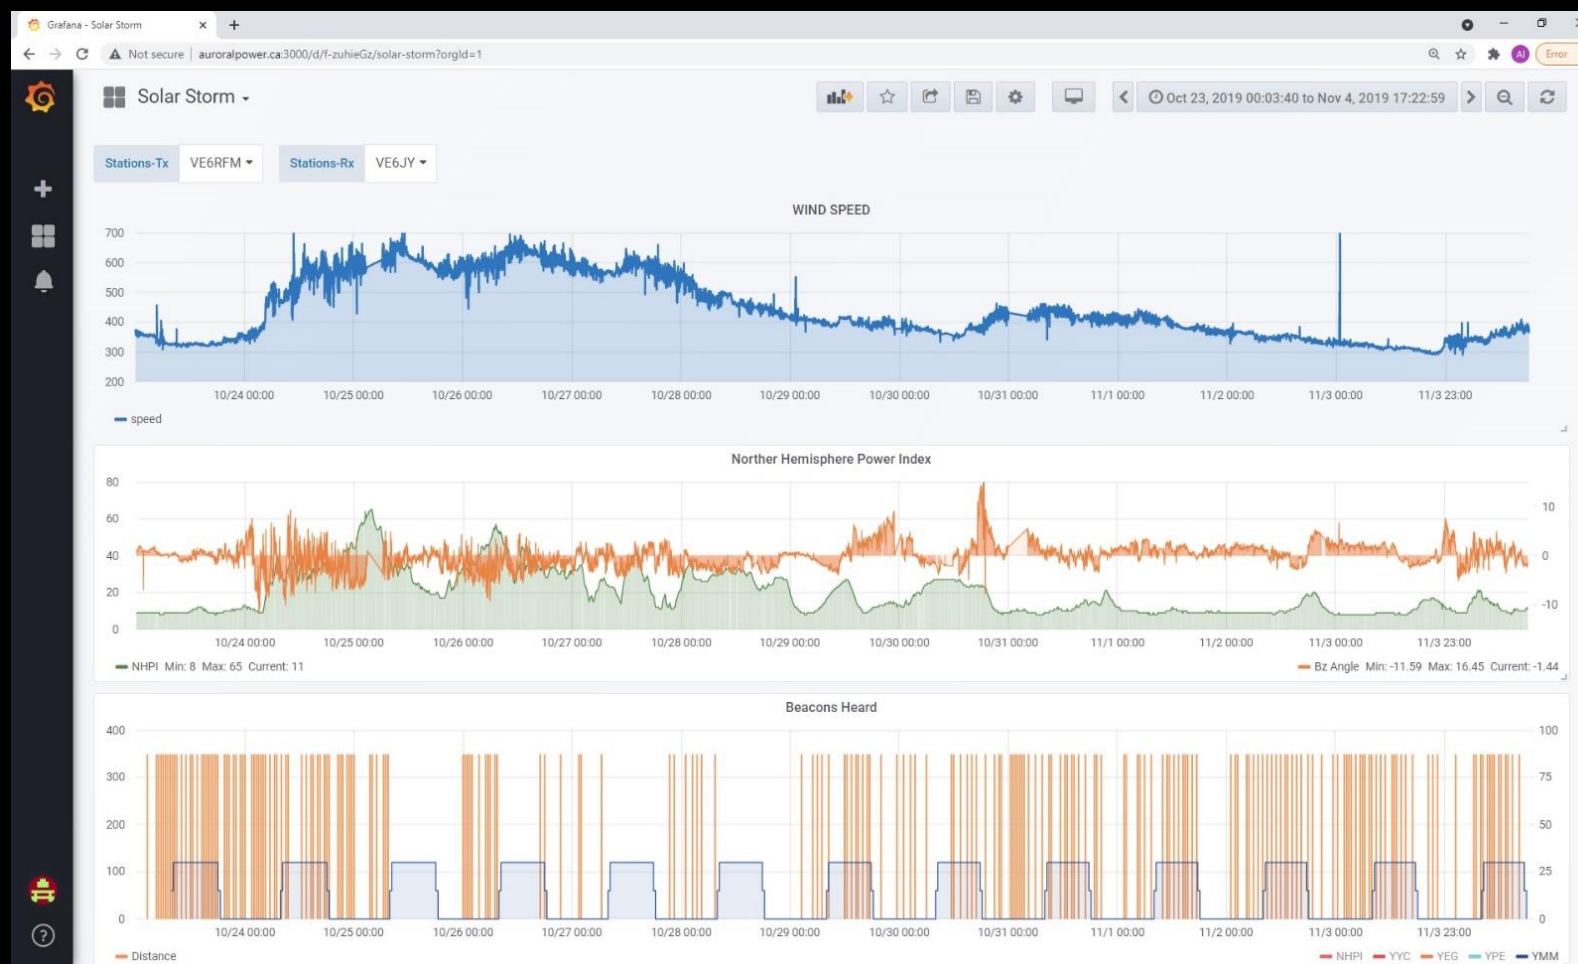 Grafana - Solar Storm
Not secure | auroralpower.ca:3000/d/f-zuhieGz/solar-storm?orgId=1
AI
Error
Solar Storm
Oct 23, 2019 00:03:40 to Nov 4, 2019 17:22:59
Stations-Tx VE6RFM Stations-Rx VE6JY
WIND SPEED
700
600
500
400
300
200
10/24 00:00 10/25 00:00 10/26 00:00 10/27 00:00 10/28 00:00 10/29 00:00 10/30 00:00 10/31 00:00 11/1 00:00 11/2 00:00 11/3 00:00 11/3 23:00
speed
Norther Hemisphere Power Index
80
60 10
40 0
20 -10
0
10/24 00:00 10/25 00:00 10/26 00:00 10/27 00:00 10/28 00:00 10/29 00:00 10/30 00:00 10/31 00:00 11/1 00:00 11/2 00:00 11/3 00:00 11/3 23:00
NHPI Min: 8 Max: 65 Current: 11 Bz Angle Min: -11.59 Max: 16.45 Current: -1.44
Beacons Heard
400 100
300 75
200 50
100 25
0 0
10/24 00:00 10/25 00:00 10/26 00:00 10/27 00:00 10/28 00:00 10/29 00:00 10/30 00:00 10/31 00:00 11/1 00:00 11/2 00:00 11/3 00:00 11/3 23:00
Distance NHPI YYC YEG YPE YMM